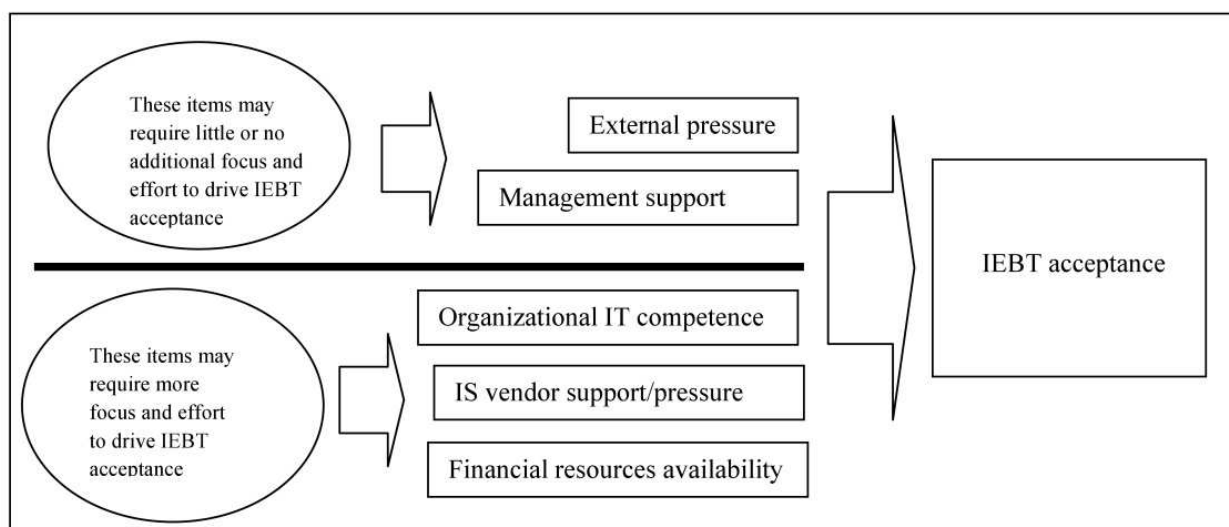 These items may
require little or no
additional focus and
effort to drive IEBT
acceptance
External pressure
Management support
IEBT acceptance
Organizational IT competence
These items may
require more
focus and effort
to drive IEBT
acceptance
IS vendor support/pressure
Financial resources availability